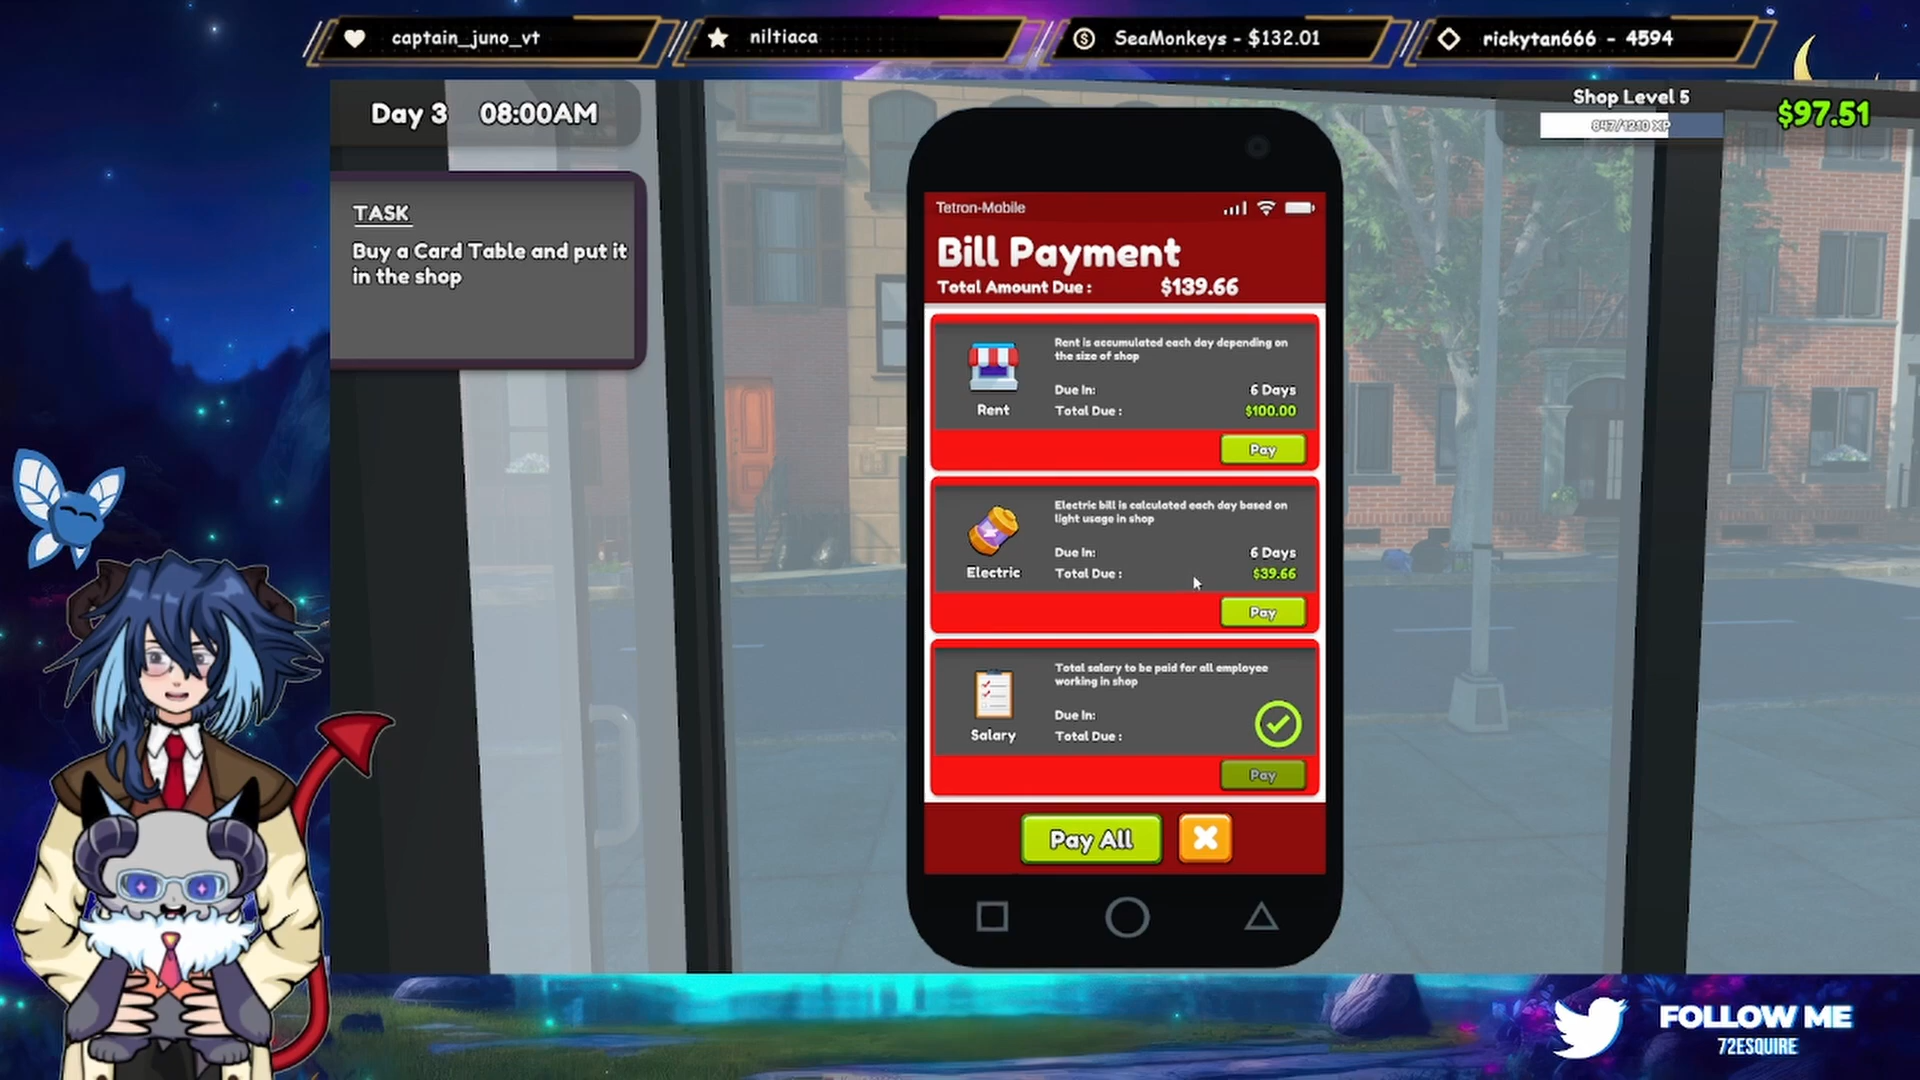 captain_juno_vt
niltiaca
SeaMonkeys - $132.01
rickytan666 - 4594
Day 3 08:00AM
Shop Level 5
847/1210 XP
$97.51
TASK
Buy a Card Table and put it
in the shop
Tetron-Mobile
Bill Payment
Total Amount Due : $139.66
Rent is accumulated each day depending on
the size of shop
Due In: 6 Days
Rent
Total Due : $100.00
Pay
Electric bill is calculated each day based on
light usage in shop
Due In: 6 Days
Electric
Total Due : $39.66
Pay
Total salary to be paid for all employee
working in shop
Due In:
Salary
Total Due :
Pay
Pay All
FOLLOW ME
72ESQUIRE